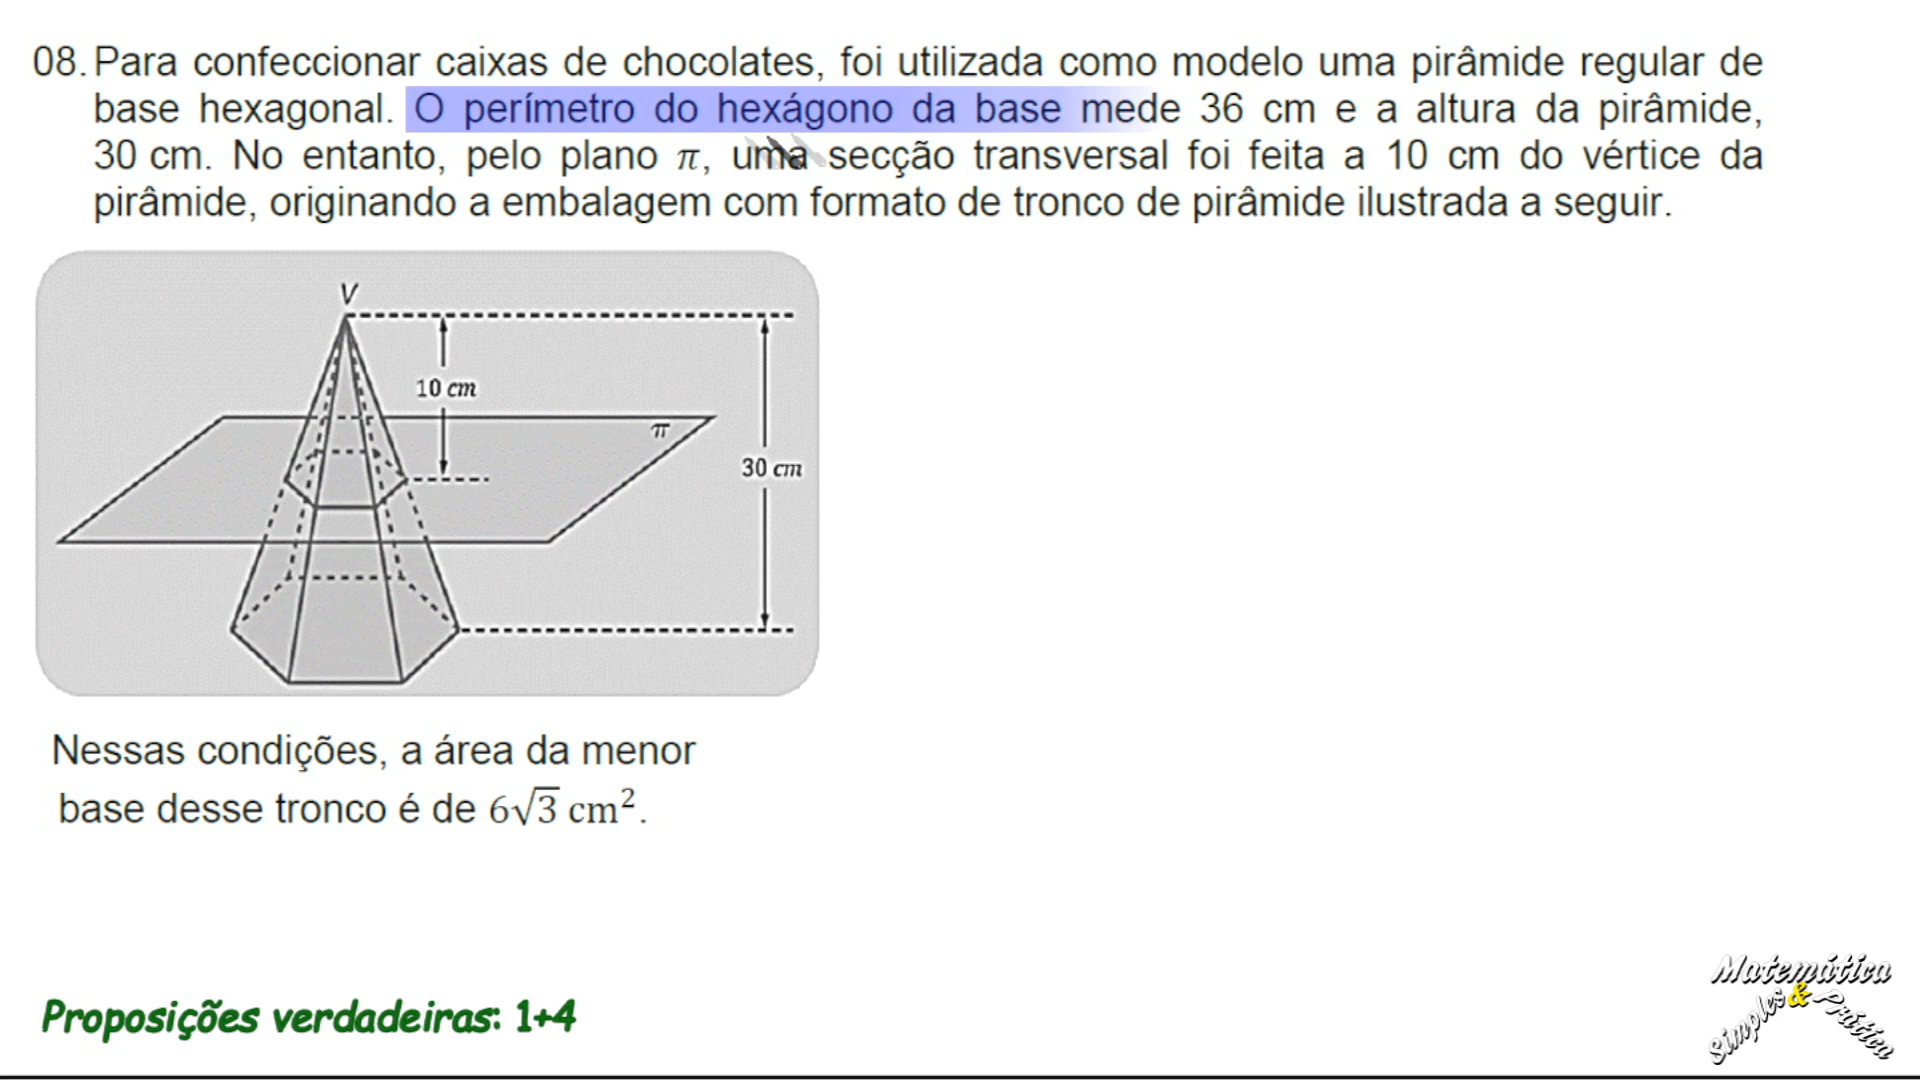 08. Para confeccionar caixas de chocolates, foi utilizada como modelo uma pirâmide regular de
base hexagonal. O perímetro do hexágono da base mede 36 cm e a altura da pirâmide,
30 cm. No entanto, pelo plano π, uma secção transversal foi feita a 10 cm do vértice da
pirâmide, originando a embalagem com formato de tronco de pirâmide ilustrada a seguir.
V
10 cm
π
30 cm
Nessas condições, a área da menor
base desse tronco é de 6√3 cm².
Proposições verdadeiras: 1+4
Matemática
Simples & Prática